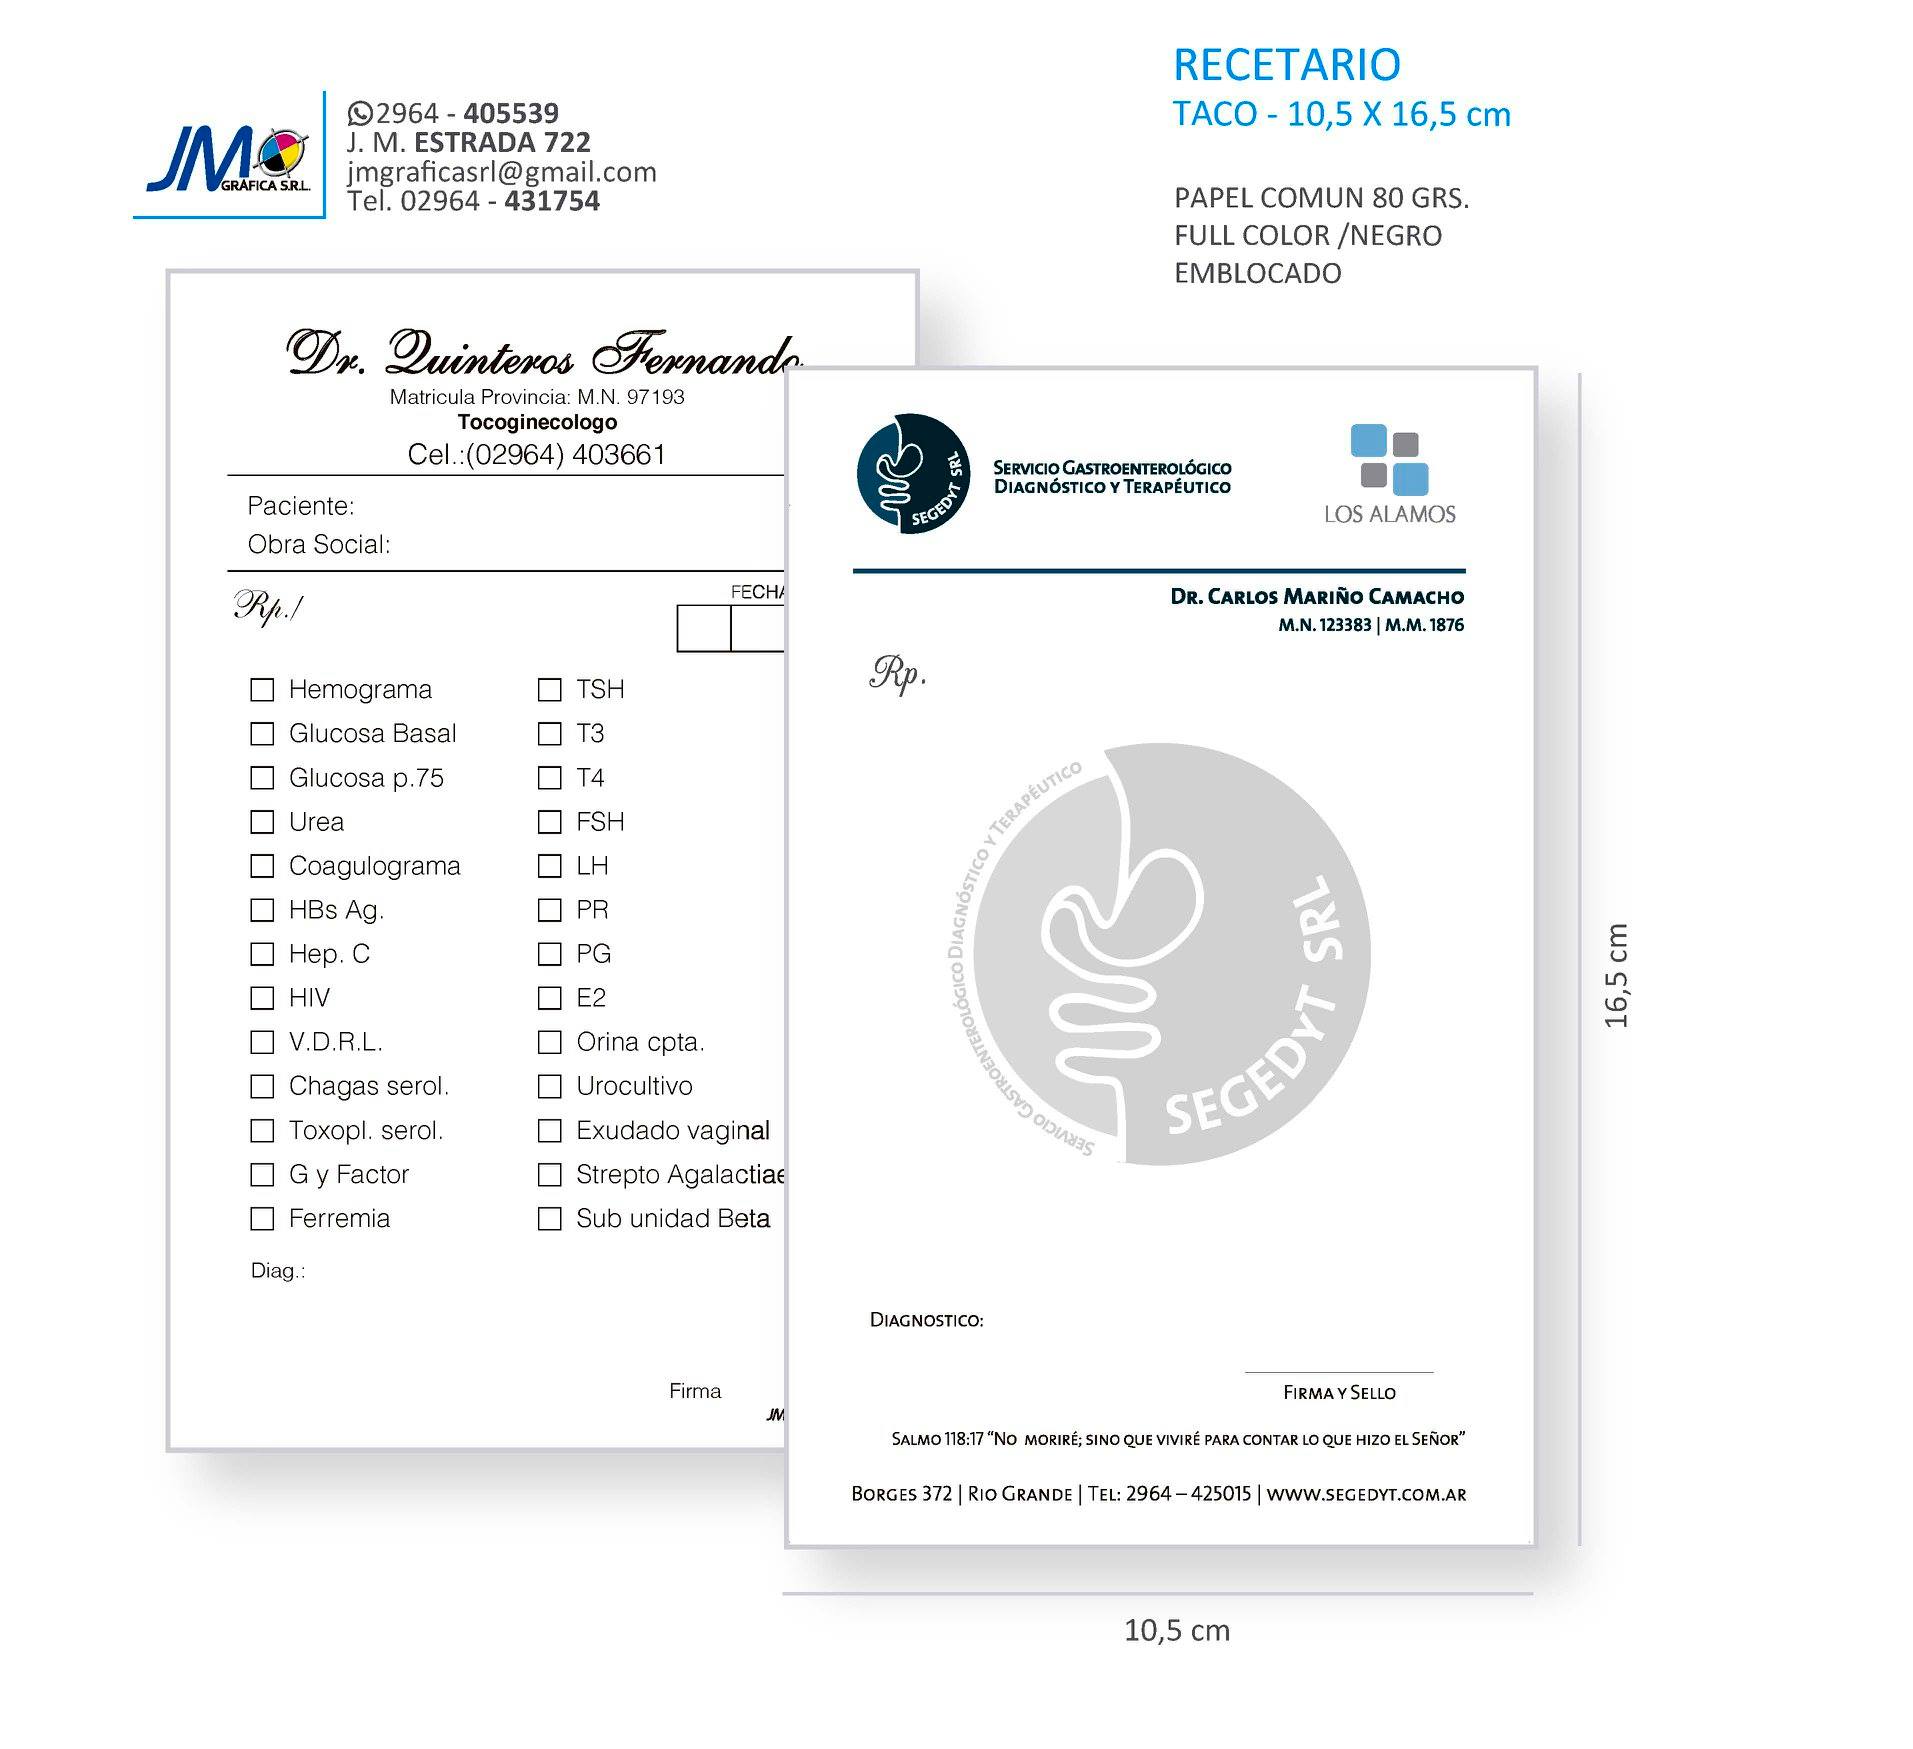 JM
GRAFICA S.R.L.
2964 - 405539
J. M. ESTRADA 722
jmgraficasrl@gmail.com
Tel. 02964 - 431754
RECETARIO
TACO - 10,5 X 16,5 cm
PAPEL COMUN 80 GRS.
FULL COLOR /NEGRO
EMBLOCADO
Dr. Quinteros Fernando
Matricula Provincia: M.N. 97193
Tocoginecologo
Cel.:(02964) 403661
Paciente:
Obra Social:
Rp./
FECHA
Hemograma
Glucosa Basal
Glucosa p.75
Urea
Coagulograma
HBs Ag.
Hep. C
HIV
V.D.R.L.
Chagas serol.
Toxopl. serol.
G y Factor
Ferremia
TSH
T3
T4
FSH
LH
PR
PG
E2
Orina cpta.
Urocultivo
Exudado vaginal
Strepto Agalactiae
Sub unidad Beta
Diag.:
Firma
JM
SEGEDYT SRL
SERVICIO GASTROENTEROLÓGICO
DIAGNÓSTICO Y TERAPÉUTICO
LOS ALAMOS
DR. CARLOS MARIÑO CAMACHO
M.N. 123383 | M.M. 1876
Rp.
SERVICIO GASTROENTEROLÓGICO DIAGNÓSTICO Y TERAPÉUTICO
SEGEDYT SRL
DIAGNOSTICO:
FIRMA Y SELLO
SALMO 118:17 “NO MORIRÉ; SINO QUE VIVIRÉ PARA CONTAR LO QUE HIZO EL SEÑOR”
BORGES 372 | RIO GRANDE | TEL: 2964 – 425015 | WWW.SEGEDYT.COM.AR
16,5 cm
10,5 cm